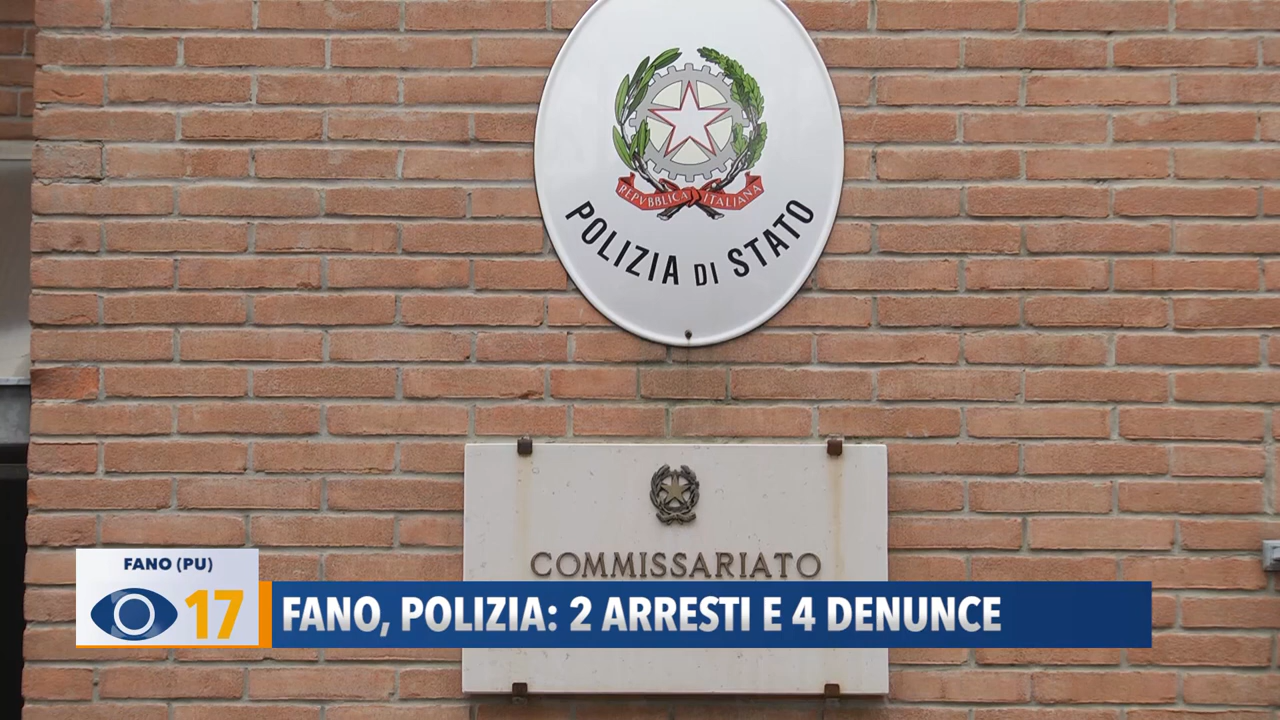 REPVBBLICA ITALIANA
POLIZIA DI STATO
COMMISSARIATO
FANO (PU)
17
FANO, POLIZIA: 2 ARRESTI E 4 DENUNCE